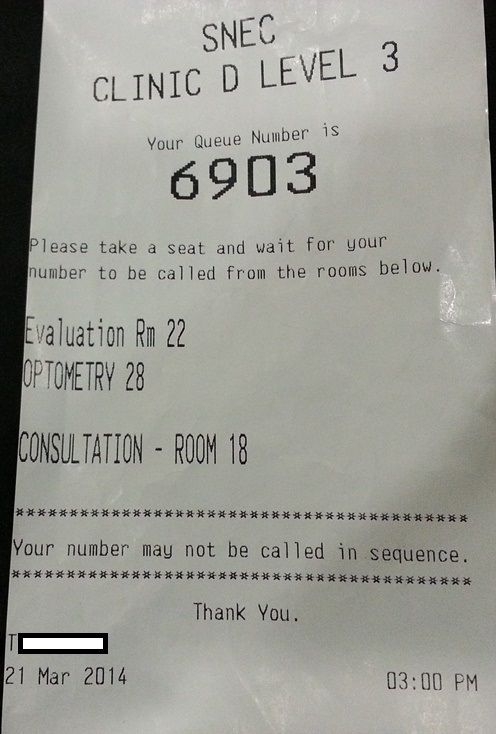 SNEC
CLINIC D LEVEL 3
Your Queue Number is
6903
Please take a seat and wait for your
number to be called from the rooms below.
Evaluation Rm 22
OPTOMETRY 28
CONSULTATION - ROOM 18
******************************************
Your number may not be called in sequence.
******************************************
Thank You.
T
21 Mar 2014 03:00 PM